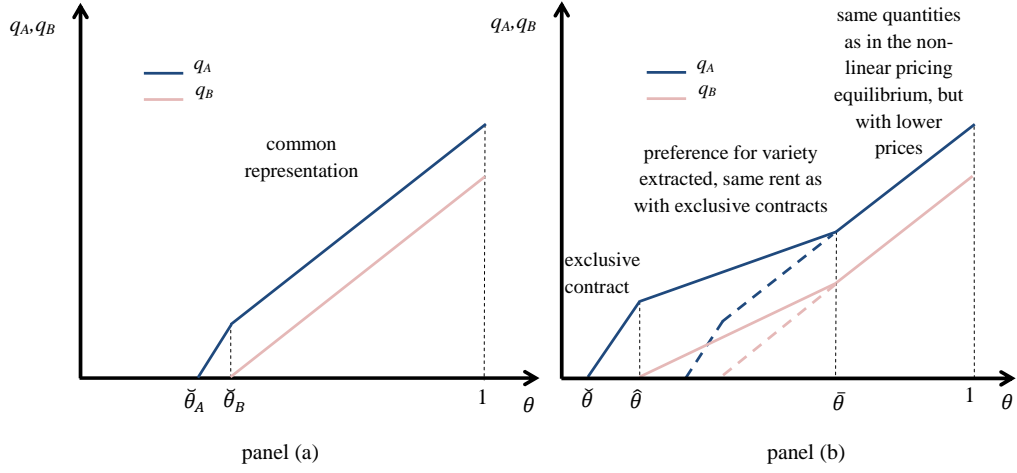 q_A,q_B
q_A
q_B
common
representation
θ̆_A
θ̆_B
1
θ
panel (a)
q_A,q_B
q_A
q_B
same quantities
as in the non-
linear pricing
equilibrium, but
with lower
prices
preference for variety
extracted, same rent as
with exclusive contracts
exclusive
contract
θ̆
θ̂
θ̄
1
θ
panel (b)